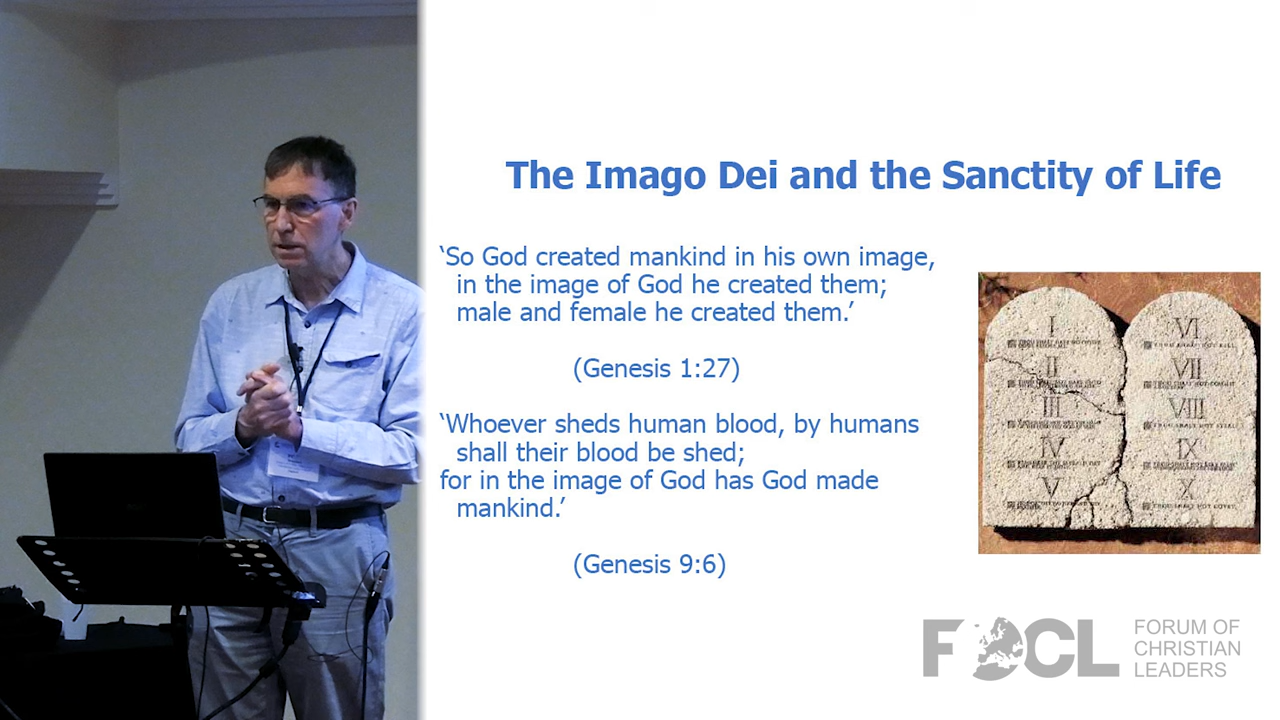 The Imago Dei and the Sanctity of Life
‘So God created mankind in his own image,
in the image of God he created them;
male and female he created them.’
(Genesis 1:27)
‘Whoever sheds human blood, by humans
shall their blood be shed;
for in the image of God has God made
mankind.’
(Genesis 9:6)
I
II
III
IV
V
VI
VII
VIII
IX
X
FOCL
FORUM OF
CHRISTIAN
LEADERS